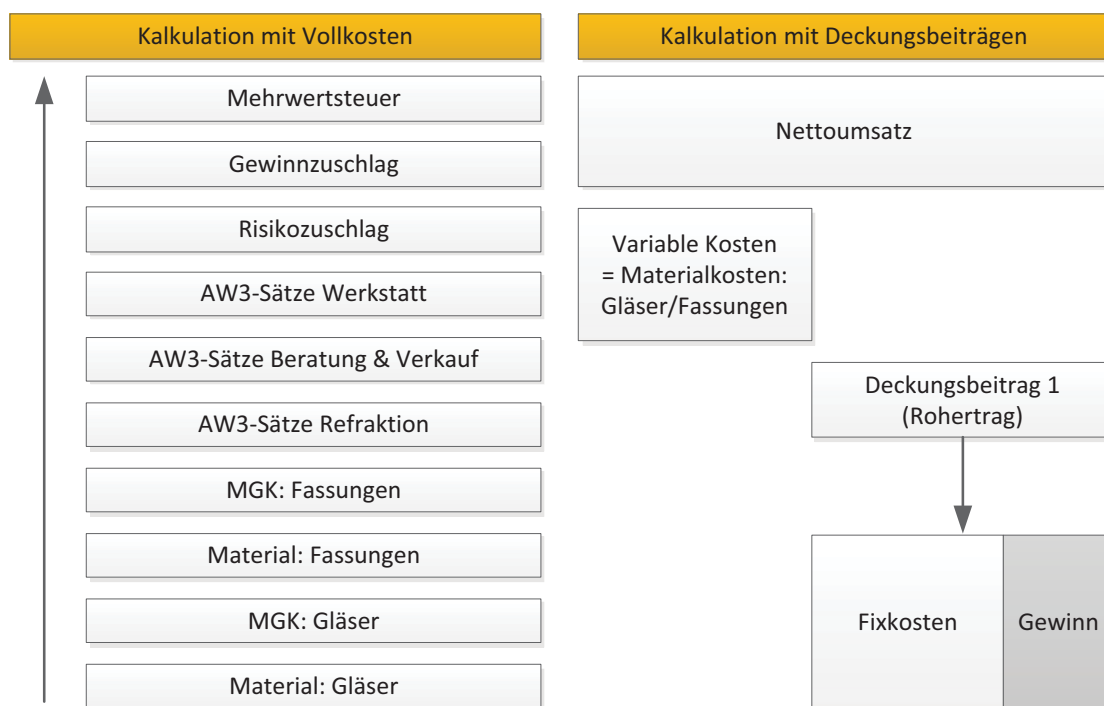 Kalkulation mit Vollkosten
Mehrwertsteuer
Gewinnzuschlag
Risikozuschlag
AW3-Sätze Werkstatt
AW3-Sätze Beratung & Verkauf
AW3-Sätze Refraktion
MGK: Fassungen
Material: Fassungen
MGK: Gläser
Material: Gläser
Kalkulation mit Deckungsbeiträgen
Nettoumsatz
Variable Kosten
= Materialkosten:
Gläser/Fassungen
Deckungsbeitrag 1
(Rohertrag)
Fixkosten
Gewinn